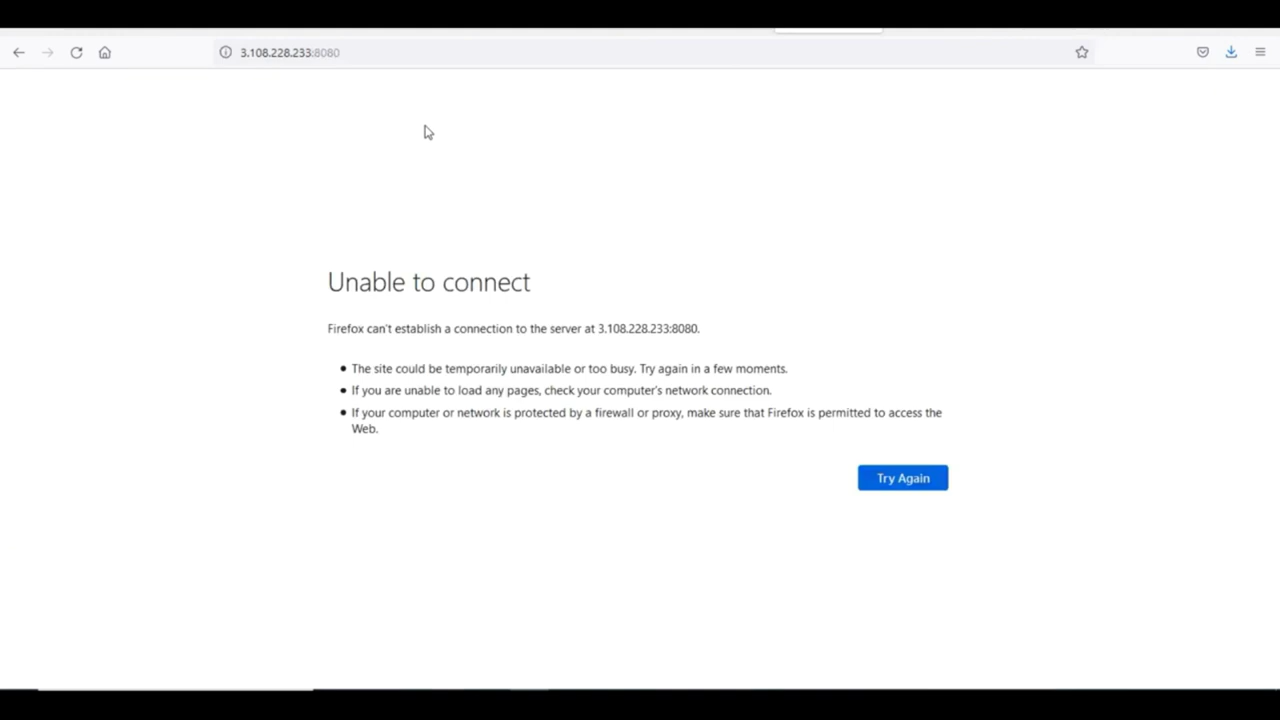 3.108.228.233:8080
Unable to connect
Firefox can't establish a connection to the server at 3.108.228.233:8080.
• The site could be temporarily unavailable or too busy. Try again in a few moments.
• If you are unable to load any pages, check your computer's network connection.
• If your computer or network is protected by a firewall or proxy, make sure that Firefox is permitted to access the
Web.
Try Again